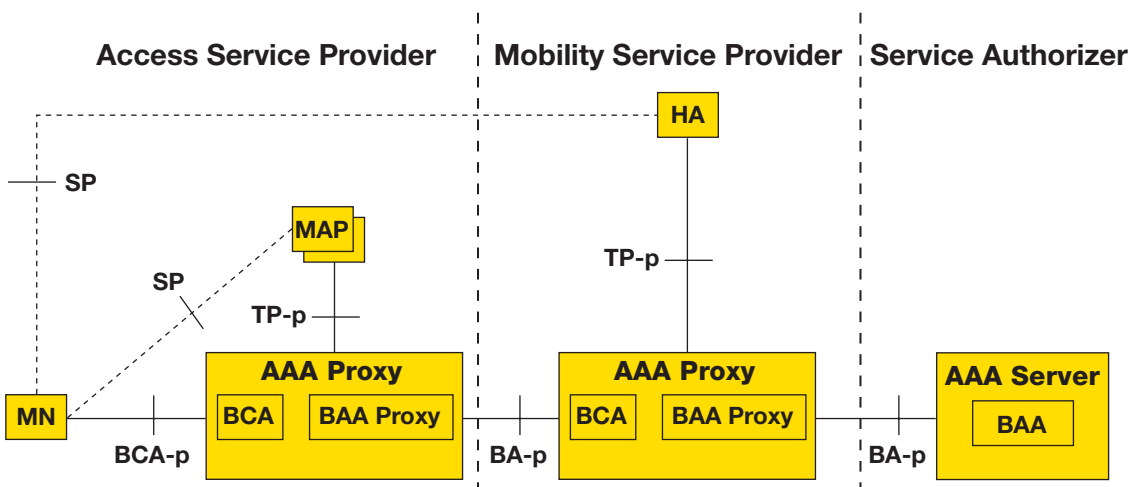 Access Service Provider
Mobility Service Provider
Service Authorizer
HA
SP
MAP
SP
TP-p
TP-p
AAA Proxy
BCA
BAA Proxy
AAA Proxy
BCA
BAA Proxy
AAA Server
BAA
MN
BCA-p
BA-p
BA-p